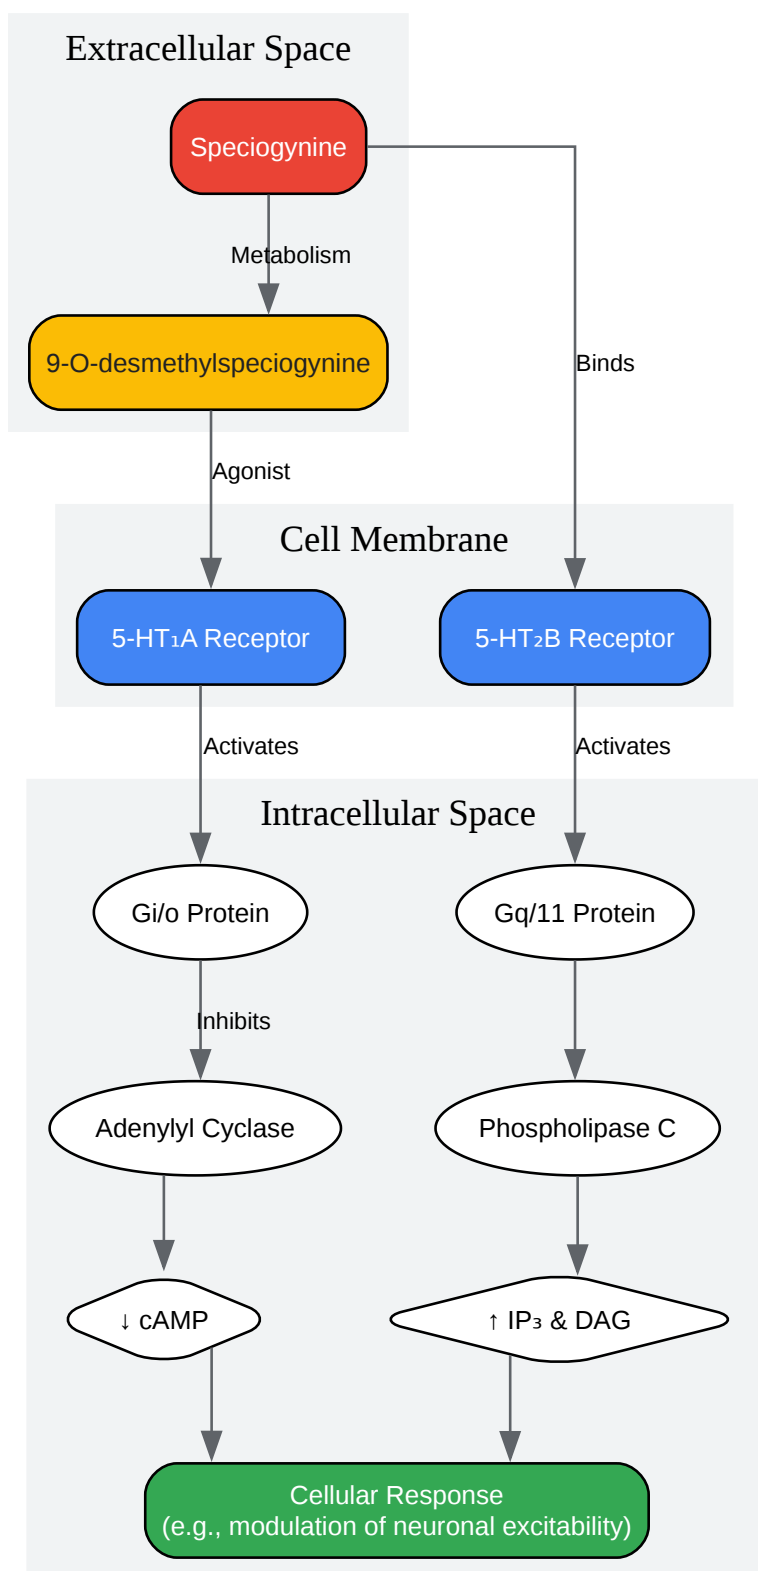 Extracellular Space
Speciogynine
Metabolism
9-O-desmethylspeciogynine
Binds
Agonist
Cell Membrane
5-HT₁A Receptor
5-HT₂B Receptor
Activates
Activates
Intracellular Space
Gi/o Protein
Gq/11 Protein
Inhibits
Adenylyl Cyclase
Phospholipase C
↓ cAMP
↑ IP₃ & DAG
Cellular Response
(e.g., modulation of neuronal excitability)